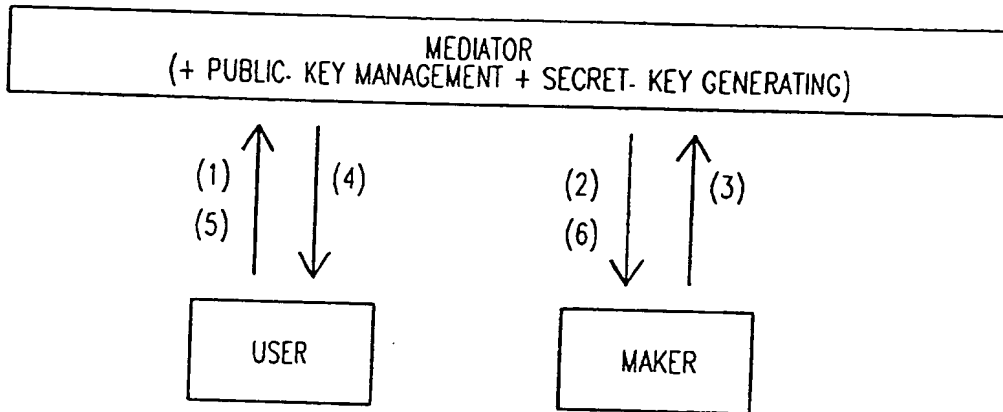 MEDIATOR
(+ PUBLIC- KEY MANAGEMENT + SECRET- KEY GENERATING)
(1)
(5)
(4)
(2)
(6)
(3)
USER
MAKER